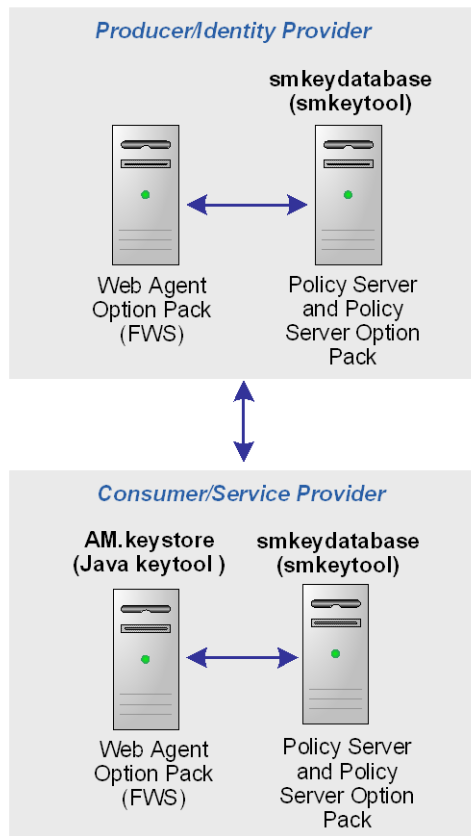 Producer/Identity Provider
smkeydatabase
(smkeytool)
Web Agent
Option Pack
(FWS)
Policy Server
and Policy
Server Option
Pack
Consumer/Service Provider
AM.keystore
(Java keytool )
smkeydatabase
(smkeytool)
Web Agent
Option Pack
(FWS)
Policy Server
and Policy
Server Option
Pack